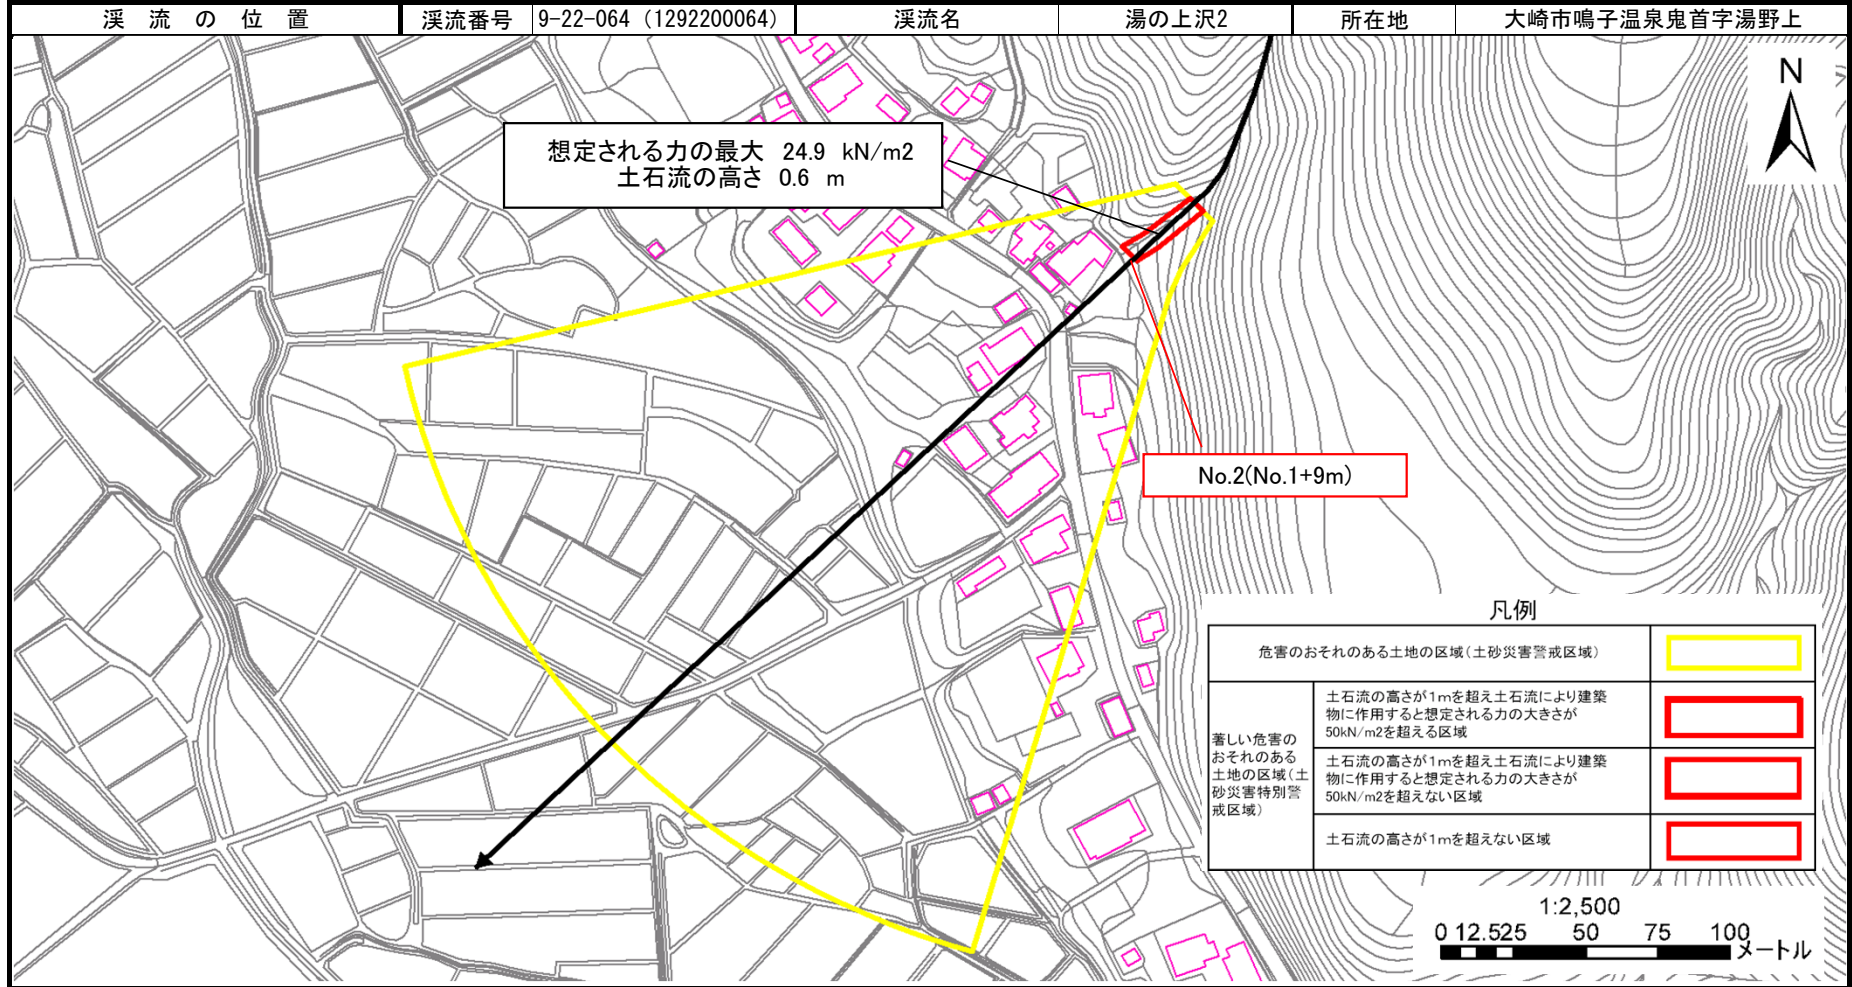 渓流の位置 渓流番号 9-22-064（1292200064） 渓流名 湯の上沢2 所在地 大崎市鳴子温泉鬼首字湯野上
N
想定される力の最大 24.9 kN/m2
土石流の高さ 0.6 m
No.2(No.1+9m)
凡例
危害のおそれのある土地の区域（土砂災害警戒区域）
著しい危害の
おそれのある
土地の区域（土
砂災害特別警
戒区域）
土石流の高さが1mを超え土石流により建築
物に作用すると想定される力の大きさが
50kN/m2を超える区域
土石流の高さが1mを超え土石流により建築
物に作用すると想定される力の大きさが
50kN/m2を超えない区域
土石流の高さが1mを超えない区域
1:2,500
0 12.525 50 75 100
メートル